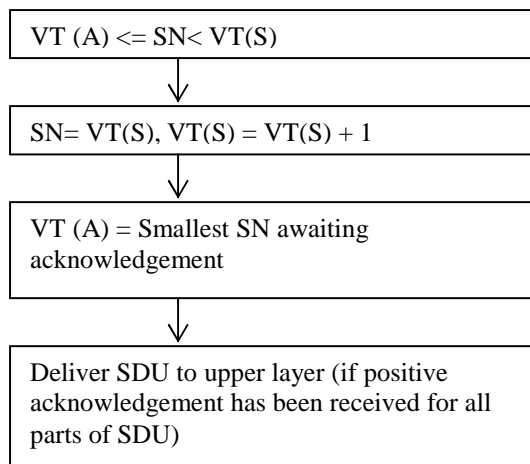 VT (A) <= SN< VT(S)
SN= VT(S), VT(S) = VT(S) + 1
VT (A) = Smallest SN awaiting
acknowledgement
Deliver SDU to upper layer (if positive
acknowledgement has been received for all
parts of SDU)